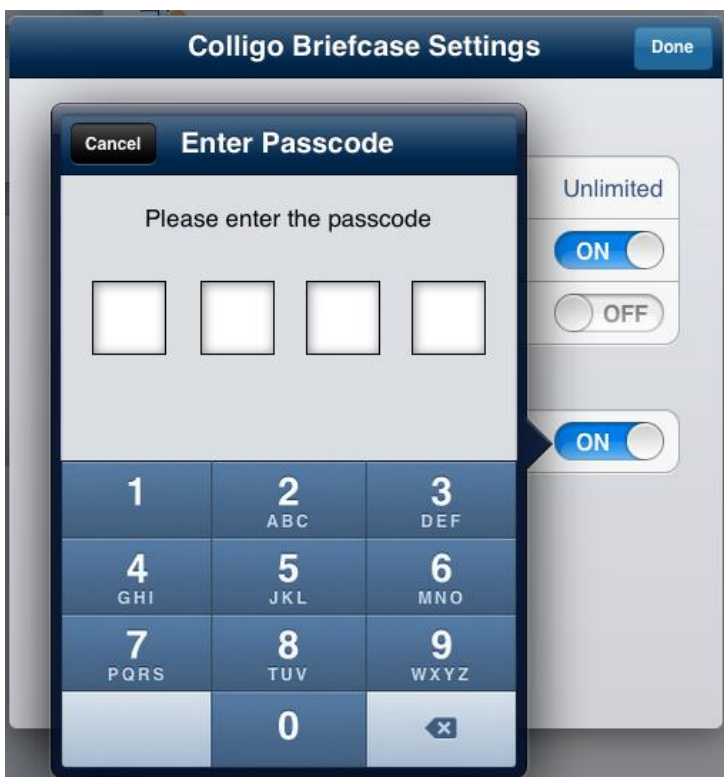 Colligo Briefcase Settings
Done
Cancel
Enter Passcode
Please enter the passcode
Unlimited
ON
OFF
ON
1
2
ABC
3
DEF
4
GHI
5
JKL
6
MNO
7
PQRS
8
TUV
9
WXYZ
0